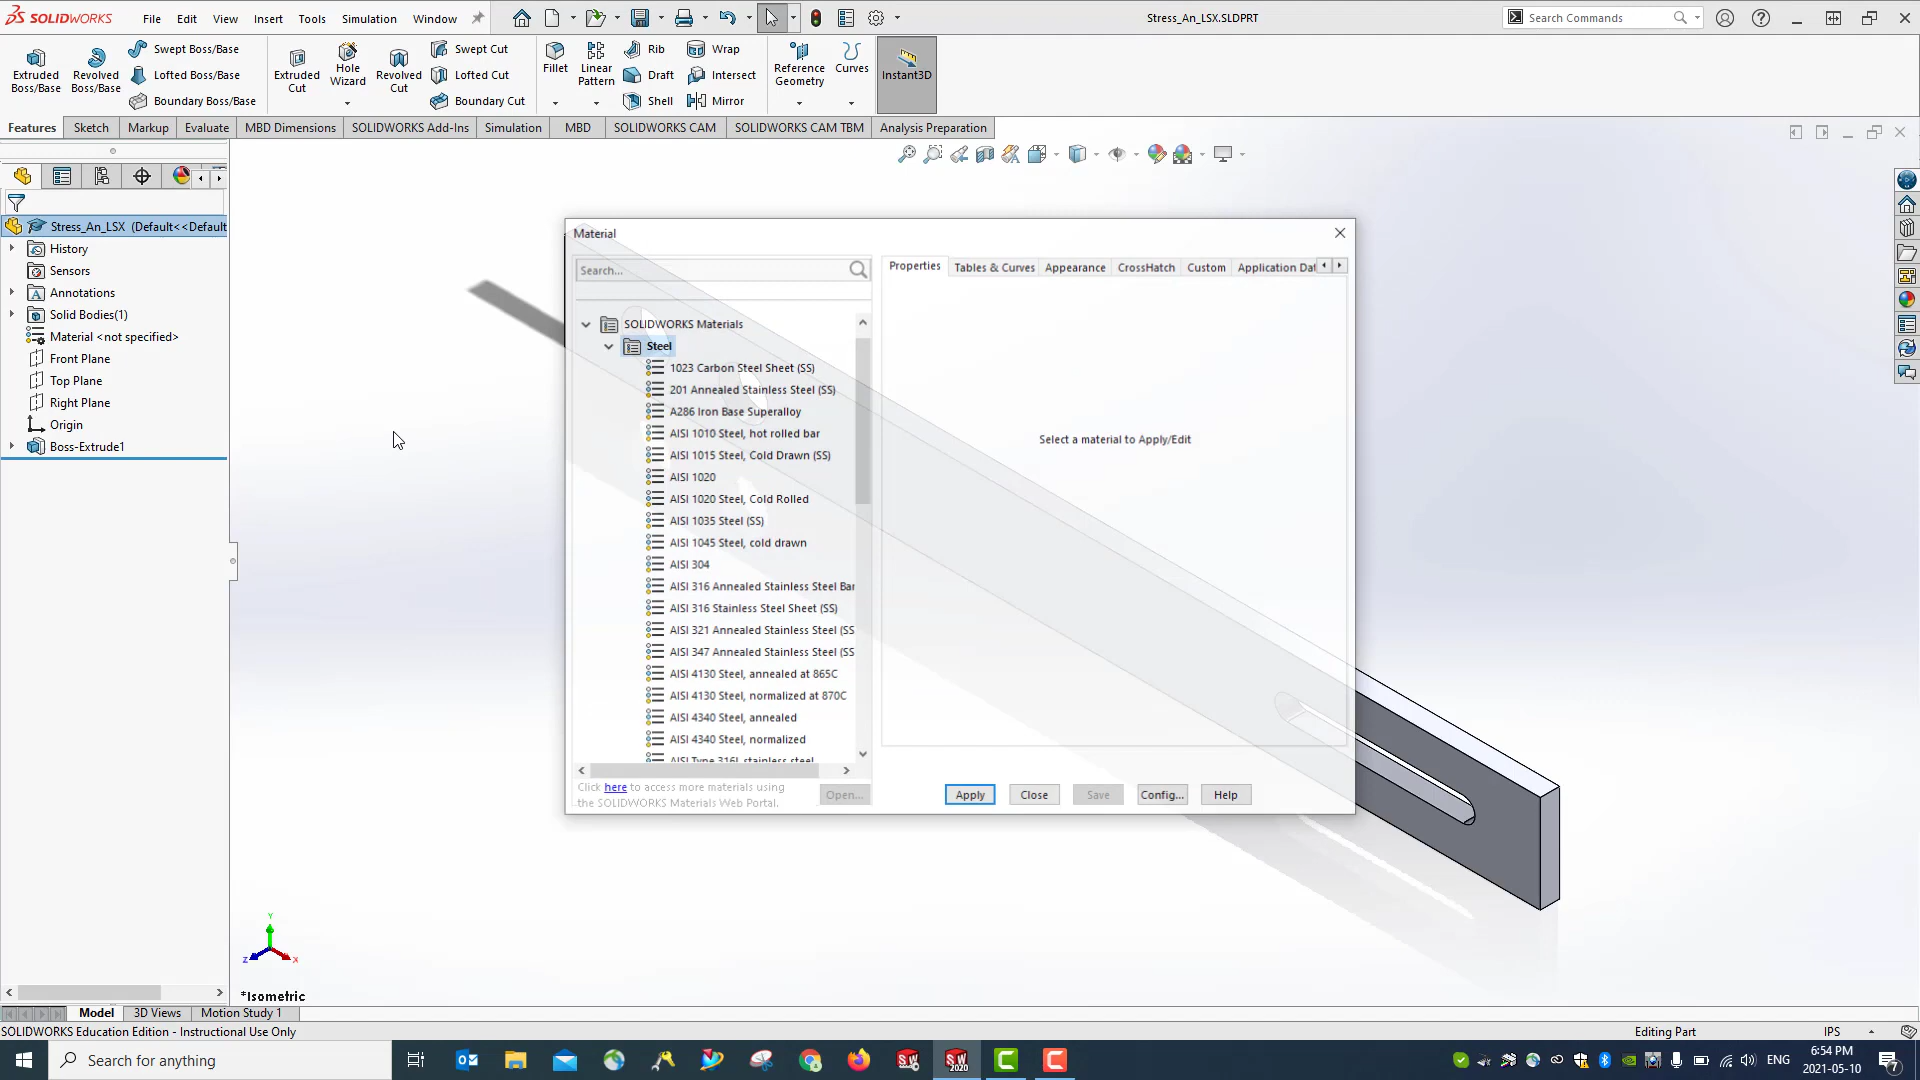 SOLIDWORKS
File Edit View Insert Tools Simulation Window
Stress_An_LSX.SLDPRT
Search Commands
Extruded Boss/Base
Revolved Boss/Base
Swept Boss/Base
Lofted Boss/Base
Boundary Boss/Base
Extruded Cut
Hole Wizard
Revolved Cut
Swept Cut
Lofted Cut
Boundary Cut
Fillet
Linear Pattern
Rib
Draft
Shell
Wrap
Intersect
Mirror
Reference Geometry
Curves
Instant3D
Features Sketch Markup Evaluate MBD Dimensions SOLIDWORKS Add-Ins Simulation MBD SOLIDWORKS CAM SOLIDWORKS CAM TBM Analysis Preparation
Stress_An_LSX (Default<<Default
History
Sensors
Annotations
Solid Bodies(1)
Material <not specified>
Front Plane
Top Plane
Right Plane
Origin
Boss-Extrude1
Material
Search...
SOLIDWORKS Materials
Steel
1023 Carbon Steel Sheet (SS)
201 Annealed Stainless Steel (SS)
A286 Iron Base Superalloy
AISI 1010 Steel, hot rolled bar
AISI 1015 Steel, Cold Drawn (SS)
AISI 1020
AISI 1020 Steel, Cold Rolled
AISI 1035 Steel (SS)
AISI 1045 Steel, cold drawn
AISI 304
AISI 316 Annealed Stainless Steel Bar
AISI 316 Stainless Steel Sheet (SS)
AISI 321 Annealed Stainless Steel (SS
AISI 347 Annealed Stainless Steel (SS
AISI 4130 Steel, annealed at 865C
AISI 4130 Steel, normalized at 870C
AISI 4340 Steel, annealed
AISI 4340 Steel, normalized
AISI Type 316L stainless steel
Click here to access more materials using
the SOLIDWORKS Materials Web Portal.
Open...
Properties Tables & Curves Appearance CrossHatch Custom Application Dat
Select a material to Apply/Edit
Apply Close Save Config... Help
Y
Z
X
*Isometric
Model 3D Views Motion Study 1
SOLIDWORKS Education Edition - Instructional Use Only
Editing Part
IPS
Search for anything
SW
2020
ENG
6:54 PM
2021-05-10
7